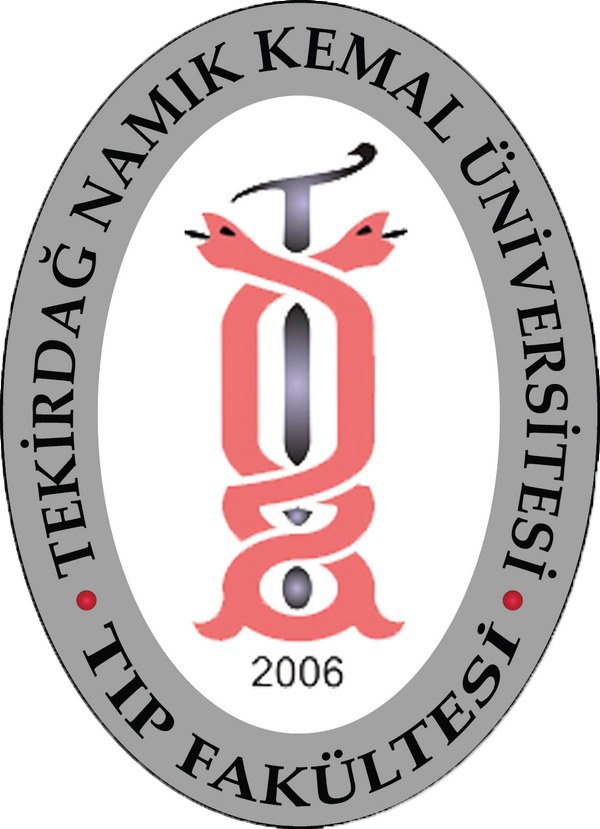 TEKİRDAĞ NAMIK KEMAL ÜNİVERSİTESİ
2006
TIP FAKÜLTESİ